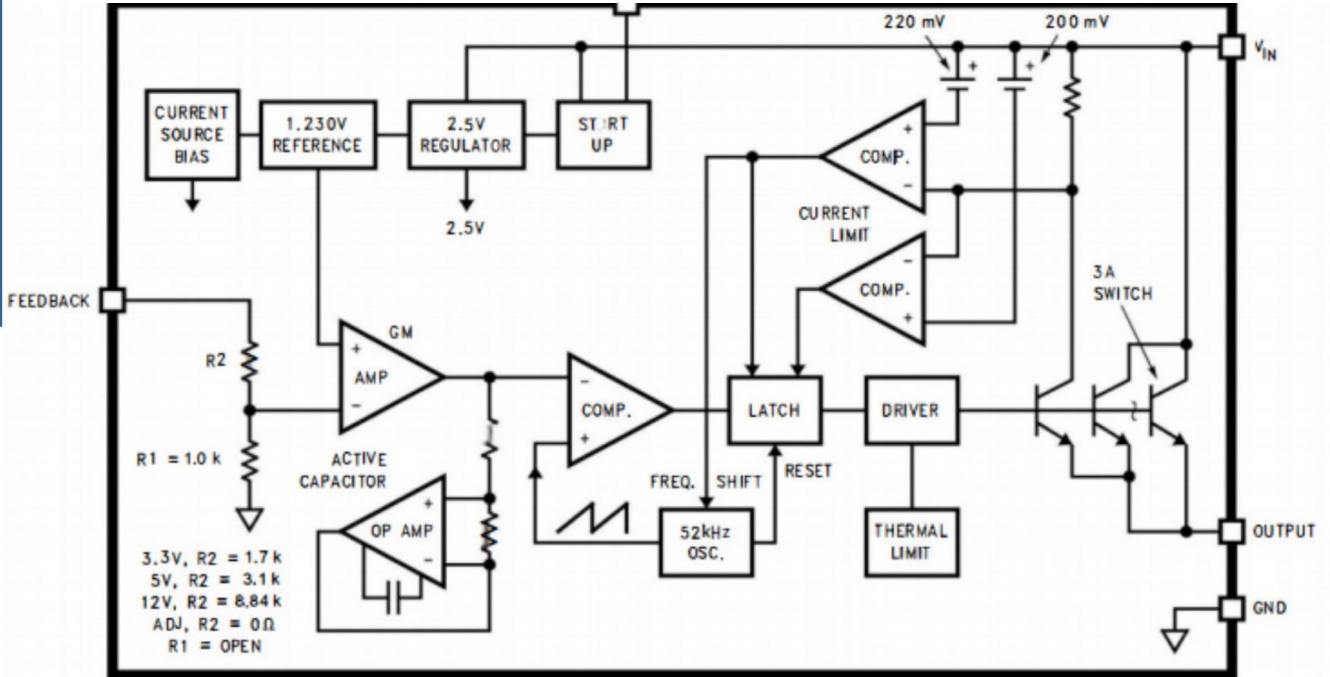 220 mV
200 mV
V_IN
CURRENT
SOURCE
BIAS
1.230V
REFERENCE
2.5V
REGULATOR
START
UP
2.5V
+
+
+
COMP.
−
CURRENT
LIMIT
−
COMP.
+
3A
SWITCH
FEEDBACK
R2
GM
+
AMP
−
−
COMP.
+
LATCH
DRIVER
R1 = 1.0 k
ACTIVE
CAPACITOR
+
OP AMP
−
FREQ. SHIFT
RESET
52kHz
OSC.
THERMAL
LIMIT
OUTPUT
GND
3.3V, R2 = 1.7 k
5V, R2 = 3.1 k
12V, R2 = 8.84 k
ADJ, R2 = 0Ω
R1 = OPEN